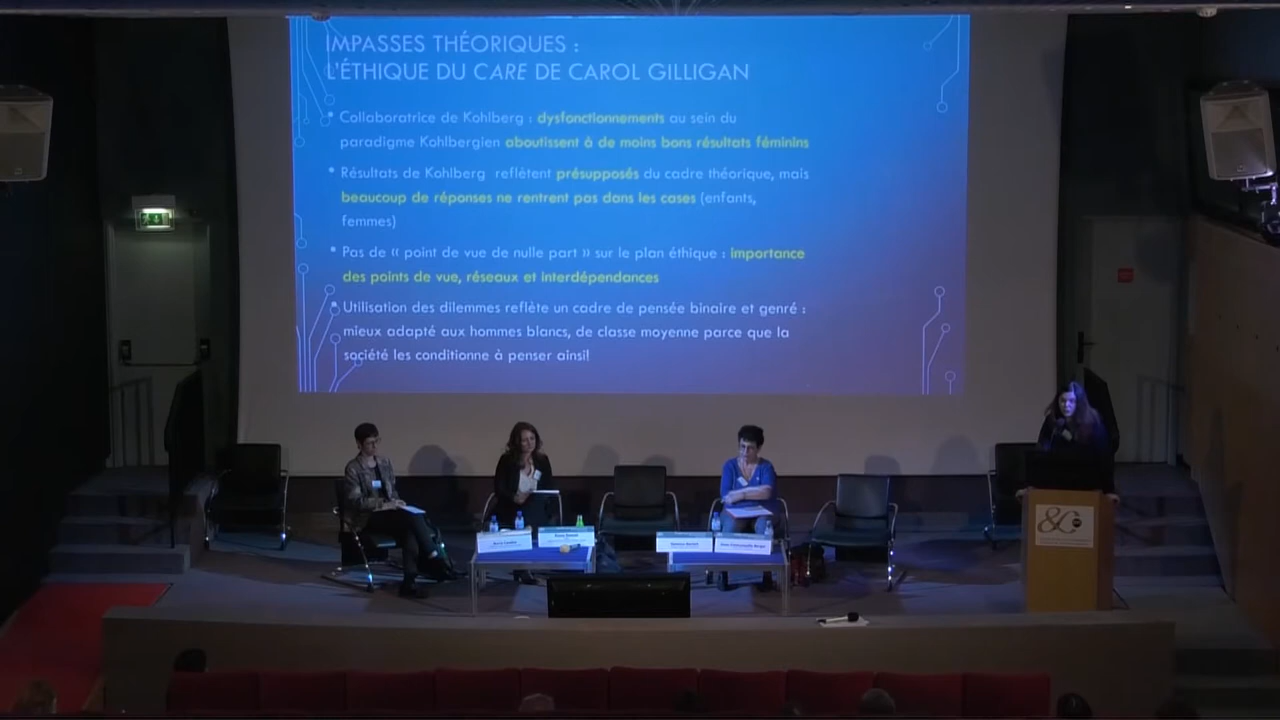 IMPASSES THÉORIQUES :
L'ÉTHIQUE DU CARE DE CAROL GILLIGAN
• Collaboratrice de Kohlberg : dysfonctionnements au sein du
paradigme Kohlbergien aboutissent à de moins bons résultats féminins
• Résultats de Kohlberg reflètent présupposés du cadre théorique, mais
beaucoup de réponses ne rentrent pas dans les cases (enfants,
femmes)
• Pas de « point de vue de nulle part » sur le plan éthique : importance
des points de vue, réseaux et interdépendances
• Utilisation des dilemmes reflète un cadre de pensée binaire et genré :
mieux adapté aux hommes blancs, de classe moyenne parce que la
société les conditionne à penser ainsi!
&C